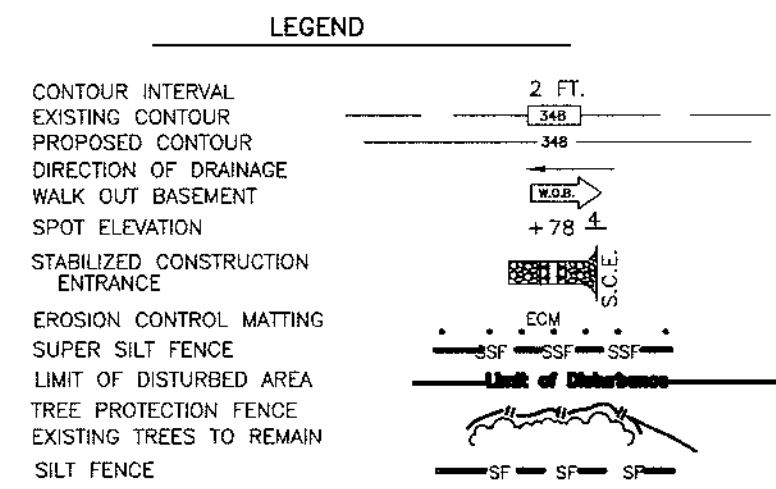 LEGEND
CONTOUR INTERVAL 2 FT.
EXISTING CONTOUR 348
PROPOSED CONTOUR 348
DIRECTION OF DRAINAGE
WALK OUT BASEMENT W.O.B.
SPOT ELEVATION +78 4
STABILIZED CONSTRUCTION
ENTRANCE S.C.E.
EROSION CONTROL MATTING ECM
SUPER SILT FENCE SSF SSF SSF
LIMIT OF DISTURBED AREA Limit of Disturbance
TREE PROTECTION FENCE
EXISTING TREES TO REMAIN
SILT FENCE SF SF SF